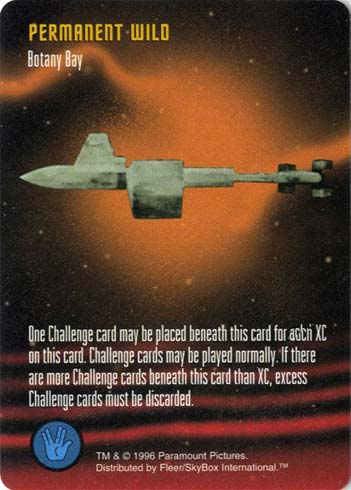 PERMANENT WILD
Botany Bay
One Challenge card may be placed beneath this card for XC
on this card. Challenge cards may be played normally. If there
are more Challenge cards beneath this card than XC, excess
Challenge cards must be discarded.
TM & © 1996 Paramount Pictures.
Distributed by Fleer/SkyBox International.™